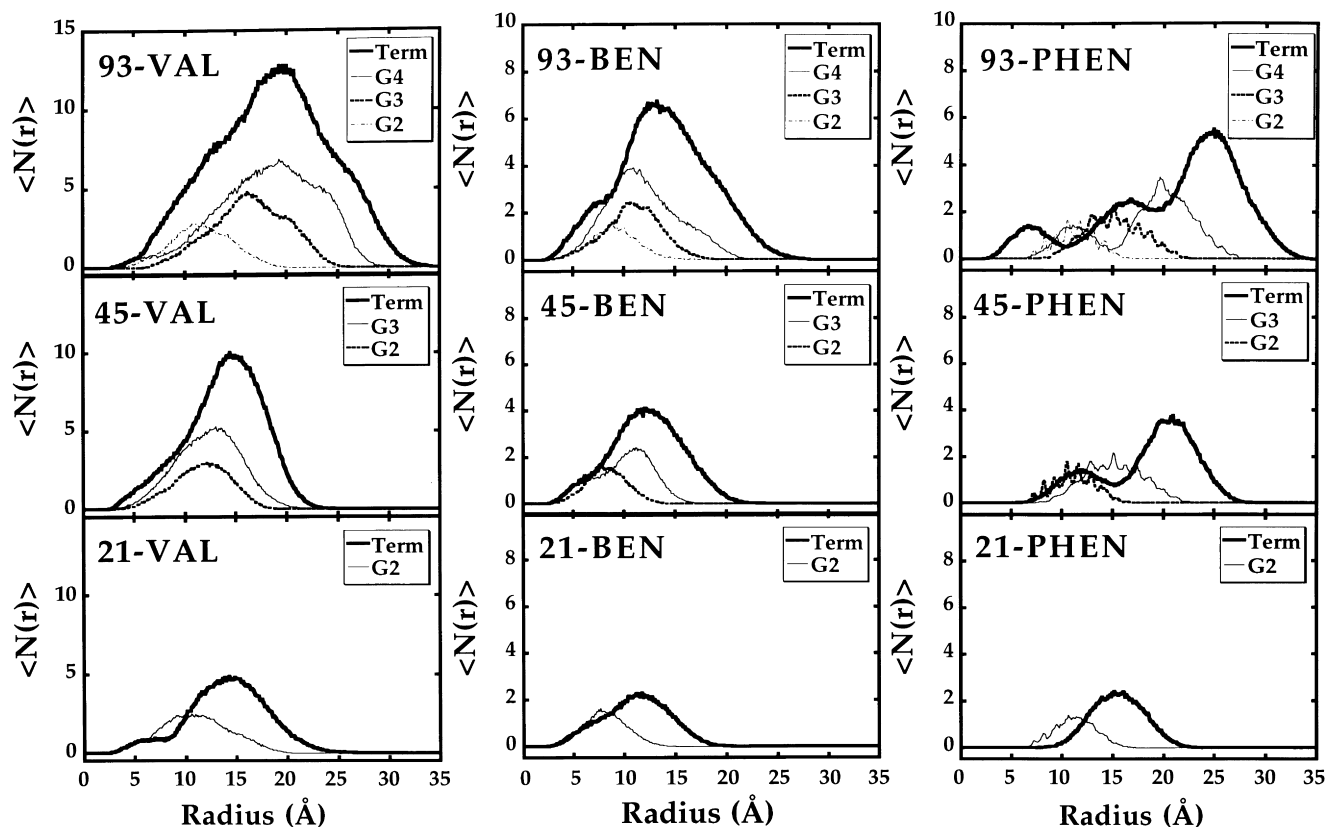 93-VAL
Term
G4
G3
G2
<N(r)>
15
10
5
0
93-BEN
Term
G4
G3
G2
<N(r)>
10
8
6
4
2
0
93-PHEN
Term
G4
G3
G2
<N(r)>
10
8
6
4
2
0
45-VAL
Term
G3
G2
<N(r)>
10
5
0
45-BEN
Term
G3
G2
<N(r)>
8
6
4
2
0
45-PHEN
Term
G3
G2
<N(r)>
8
6
4
2
0
21-VAL
Term
G2
<N(r)>
10
5
0
0 5 10 15 20 25 30 35
Radius (Å)
21-BEN
Term
G2
<N(r)>
8
6
4
2
0
0 5 10 15 20 25 30 35
Radius (Å)
21-PHEN
Term
G2
<N(r)>
8
6
4
2
0
0 5 10 15 20 25 30 35
Radius (Å)